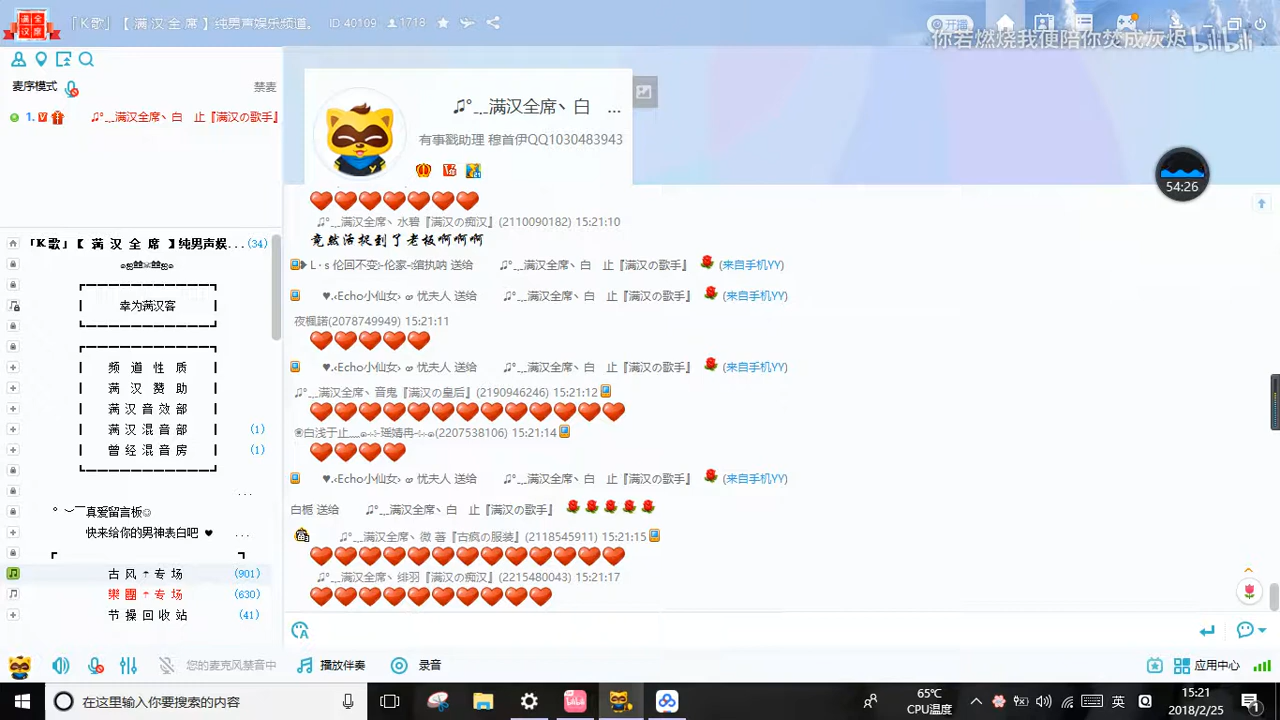 满全汉席
「K歌」【 满 汉 全 席 】纯男声娱乐频道。 ID:40109 1718
开播
你若燃烧我便陪你焚成灰烬 bilibili
麦序模式 禁麦
1. ♫°﹎满汉全席丶白 止『满汉の歌手』
♫°﹎满汉全席丶白 ...
有事戳助理 穆首伊QQ1030483943
54:26
「K 歌」【 满 汉 全 席 】纯男声娱... (34)
幸为满汉客
频 道 性 质
满 汉 赞 助
满 汉 音 效 部
满 汉 混 音 部 (1)
曾 经 混 音 房 (1)
...
真爱留言板☺
快来给你的男神表白吧 ♥ ...
古 风 ↑ 专 场 (901)
樂 團 ↑ 专 场 (630)
节 操 回 收 站 (41)
♫°﹎满汉全席丶水碧『满汉の痴汉』(2110090182) 15:21:10
竟然活捉到了老板啊啊啊
送给 ♫°﹎满汉全席丶白 止『满汉の歌手』 (来自手机YY)
♥.‹Echo小仙女› 忧夫人 送给 ♫°﹎满汉全席丶白 止『满汉の歌手』 (来自手机YY)
夜楓諾(2078749949) 15:21:11
♥.‹Echo小仙女› 忧夫人 送给 ♫°﹎满汉全席丶白 止『满汉の歌手』 (来自手机YY)
♫°﹎满汉全席丶音鬼『满汉の皇后』(2190946246) 15:21:12
白浅于止 瑶婧冉 (2207538106) 15:21:14
♥.‹Echo小仙女› 忧夫人 送给 ♫°﹎满汉全席丶白 止『满汉の歌手』 (来自手机YY)
白栀 送给 ♫°﹎满汉全席丶白 止『满汉の歌手』
♫°﹎满汉全席丶微 著『古疯の服装』(2118545911) 15:21:15
♫°﹎满汉全席丶绯羽『满汉の痴汉』(2215480043) 15:21:17
您的麦克风禁音中 播放伴奏 录音 应用中心
在这里输入你要搜索的内容
65℃
CPU温度
英
15:21
2018/2/25
1